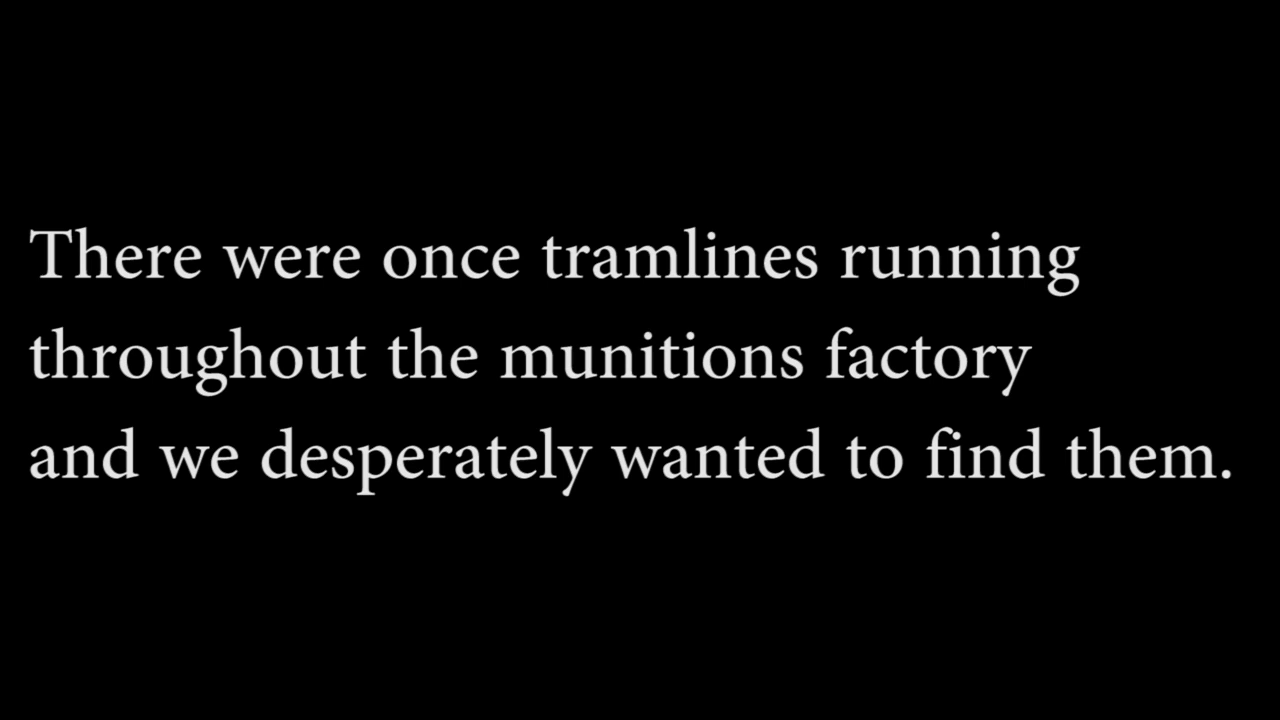 There were once tramlines running
throughout the munitions factory
and we desperately wanted to find them.